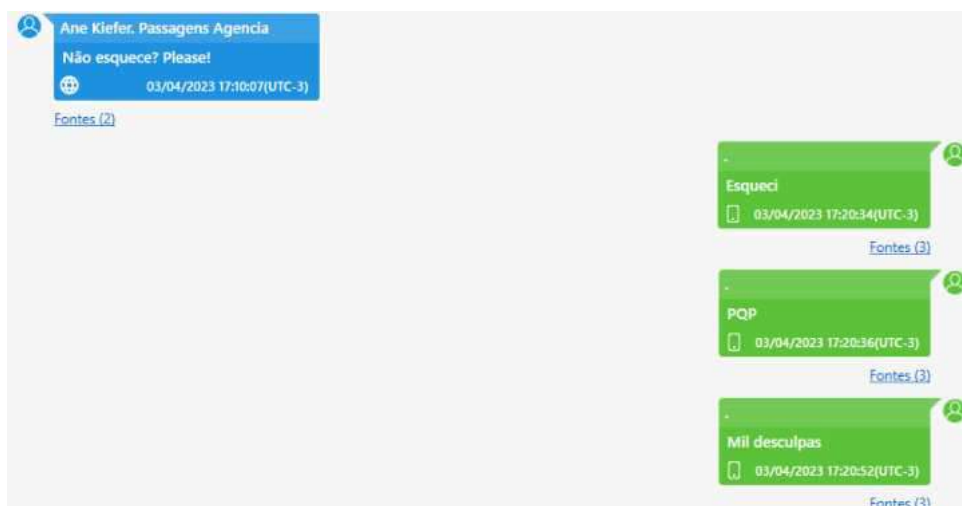 Ane Kiefer. Passagens Agencia
Não esquece? Please!
03/04/2023 17:10:07(UTC-3)
Fontes (2)
.
Esqueci
03/04/2023 17:20:34(UTC-3)
Fontes (3)
.
PQP
03/04/2023 17:20:36(UTC-3)
Fontes (3)
.
Mil desculpas
03/04/2023 17:20:52(UTC-3)
Fontes (3)